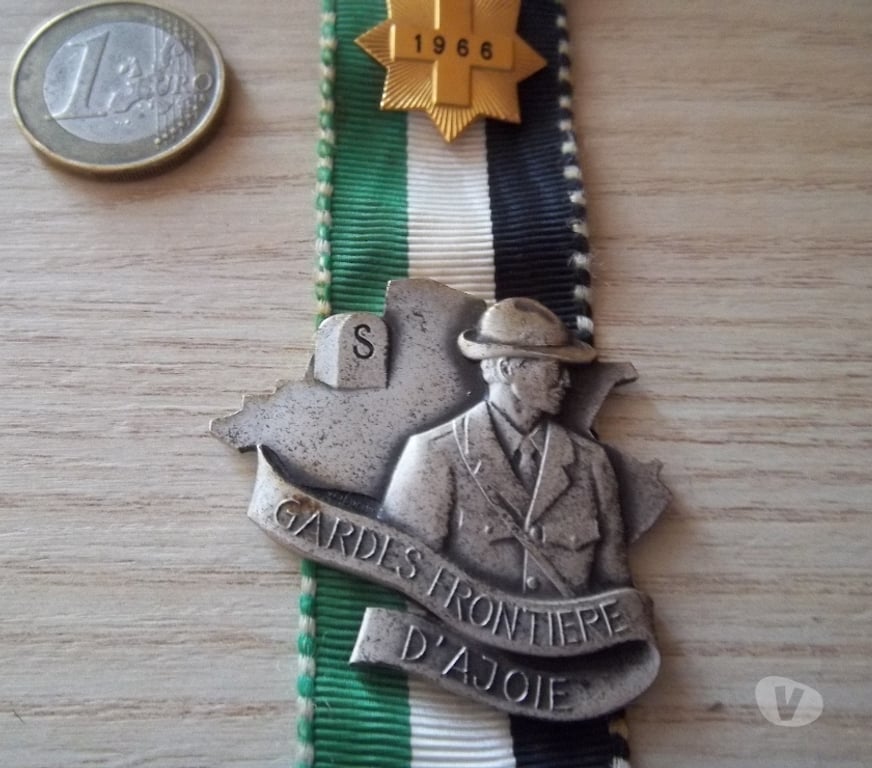 1 EURO
1966
S
GARDES FRONTIERE
D'AJOIE
V